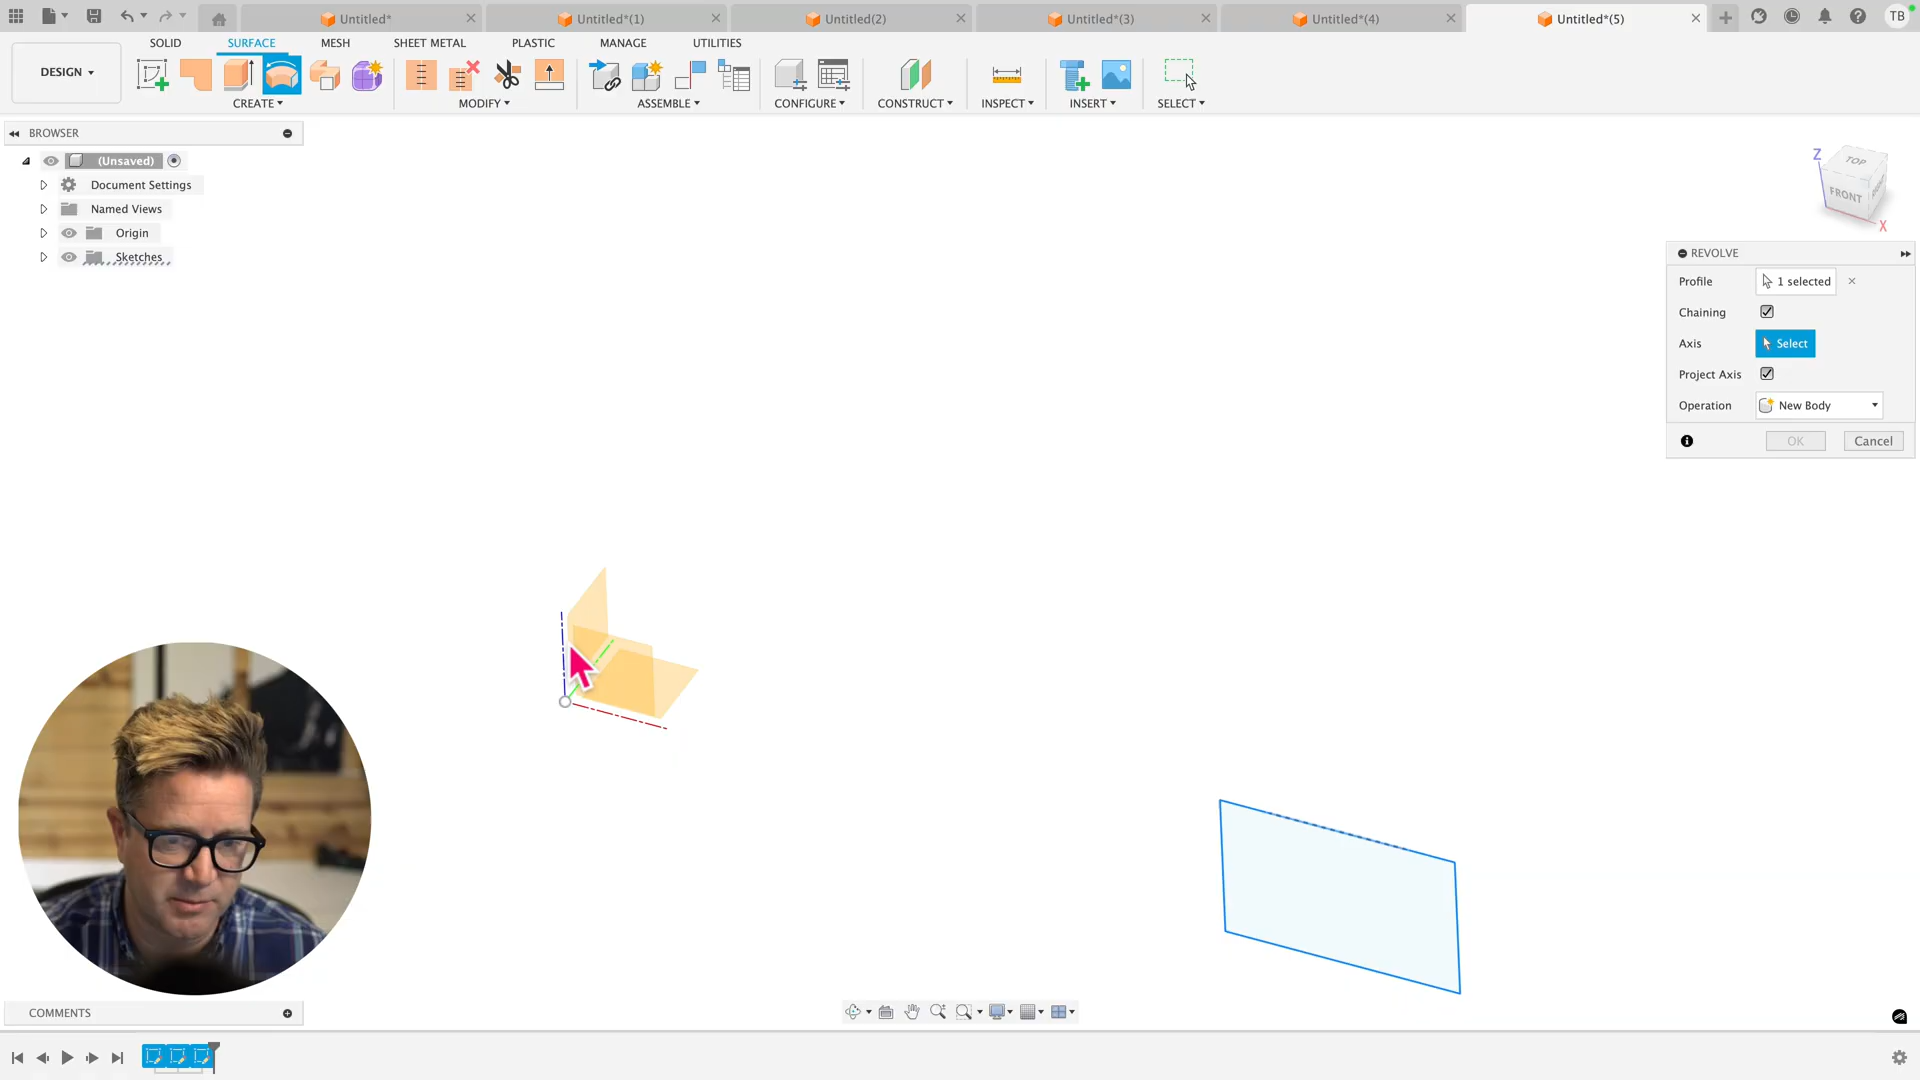 Untitled*
Untitled*(1)
Untitled(2)
Untitled*(3)
Untitled*(4)
Untitled*(5)
TB
DESIGN
SOLID
SURFACE
MESH
SHEET METAL
PLASTIC
MANAGE
UTILITIES
CREATE
MODIFY
ASSEMBLE
CONFIGURE
CONSTRUCT
INSPECT
INSERT
SELECT
BROWSER
(Unsaved)
Document Settings
Named Views
Origin
Sketches
Z
TOP
FRONT
X
REVOLVE
Profile
1 selected
Chaining
Axis
Select
Project Axis
Operation
New Body
OK
Cancel
COMMENTS